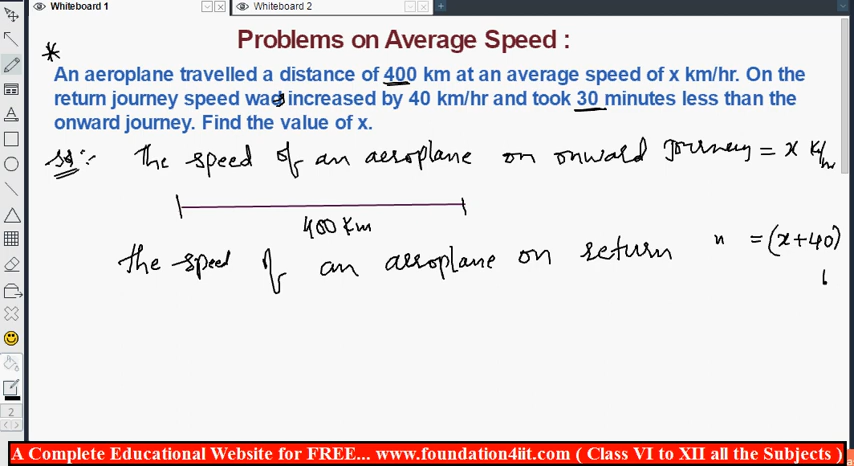 Whiteboard 1
Whiteboard 2
Problems on Average Speed :
*
An aeroplane travelled a distance of 400 km at an average speed of x km/hr. On the
return journey speed was increased by 40 km/hr and took 30 minutes less than the
onward journey. Find the value of x.
Sol :- The speed of an aeroplane on onward Journey = x K/hr
400 Km
The speed of an aeroplane on return " = (x+40)
2
A Complete Educational Website for FREE... www.foundation4iit.com ( Class VI to XII all the Subjects )